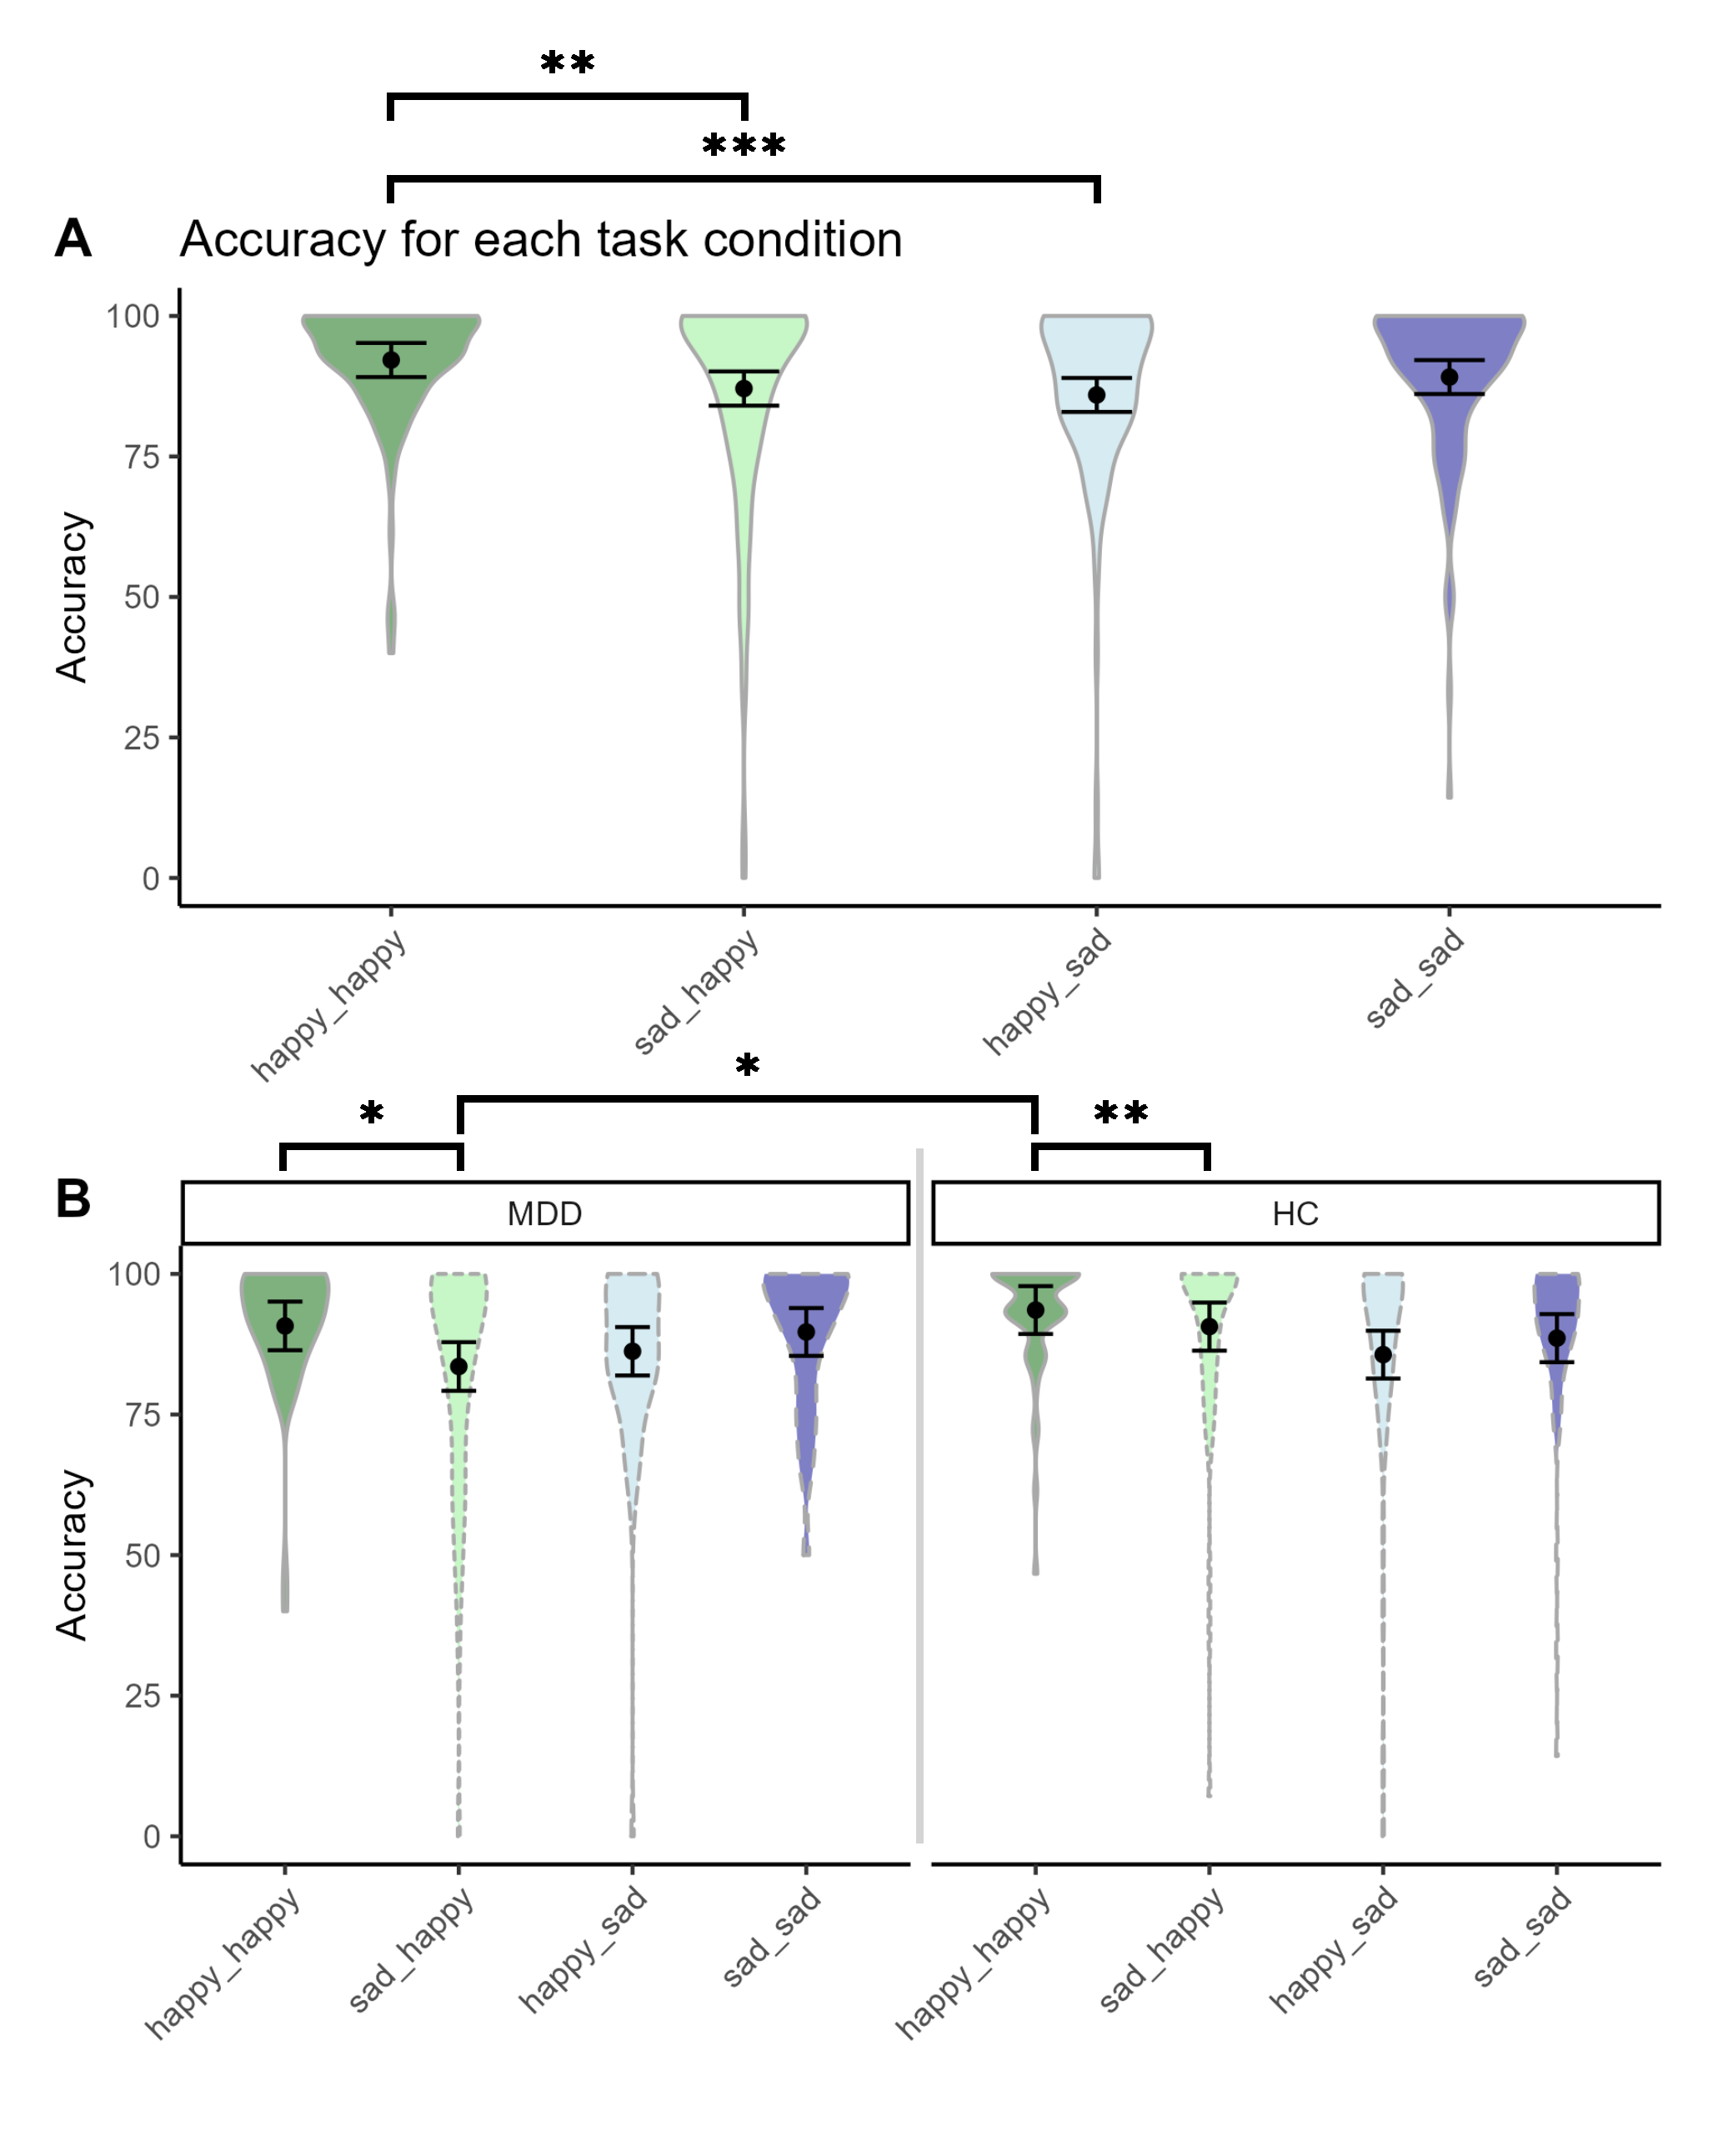 **
***
A Accuracy for each task condition
100
75
50
25
0
Accuracy
happy_happy sad_happy happy_sad sad_sad
*
* **
B MDD HC
100
75
50
25
0
Accuracy
happy_happy sad_happy happy_sad sad_sad happy_happy sad_happy happy_sad sad_sad